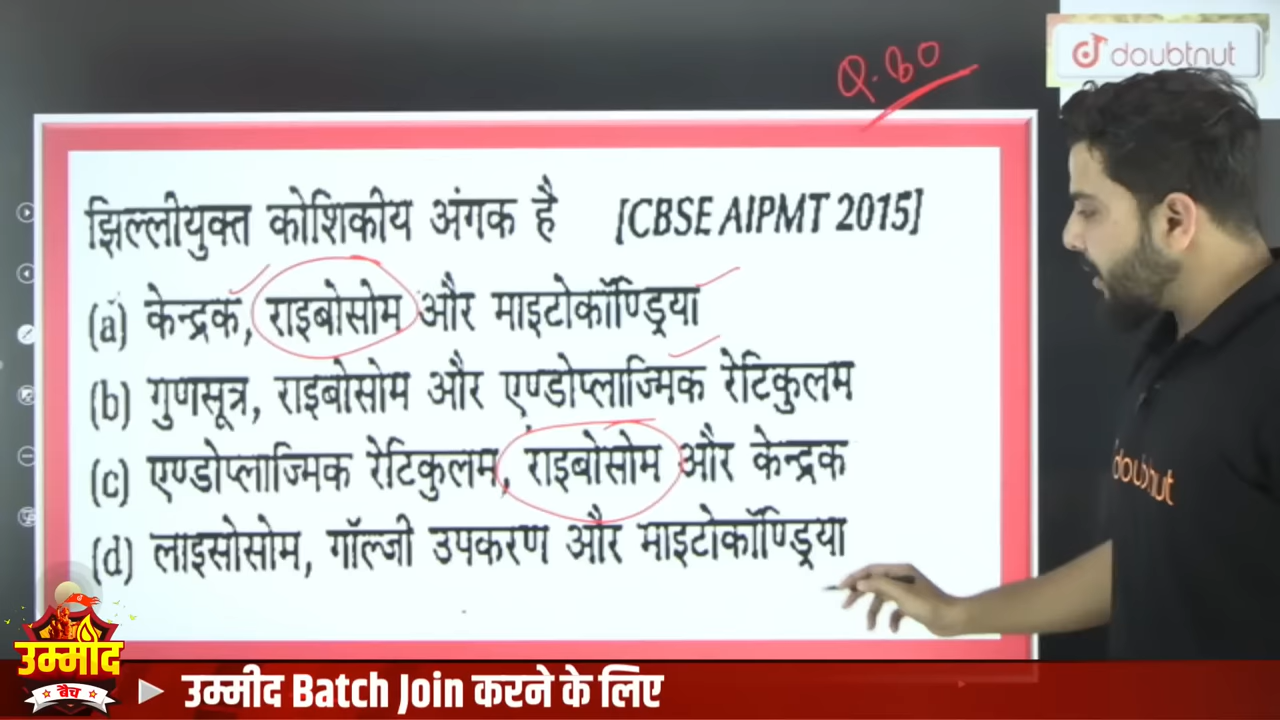 Q.60
doubtnut
झिल्लीयुक्त कोशिकीय अंगक है [CBSE AIPMT 2015]
(a) केन्द्रक, राइबोसोम और माइटोकॉण्ड्रिया
(b) गुणसूत्र, राइबोसोम और एण्डोप्लाज्मिक रेटिकुलम
(c) एण्डोप्लाज्मिक रेटिकुलम, राइबोसोम और केन्द्रक
(d) लाइसोसोम, गॉल्जी उपकरण और माइटोकॉण्ड्रिया
doubtnut
उम्मीद
बैच
उम्मीद Batch Join करने के लिए